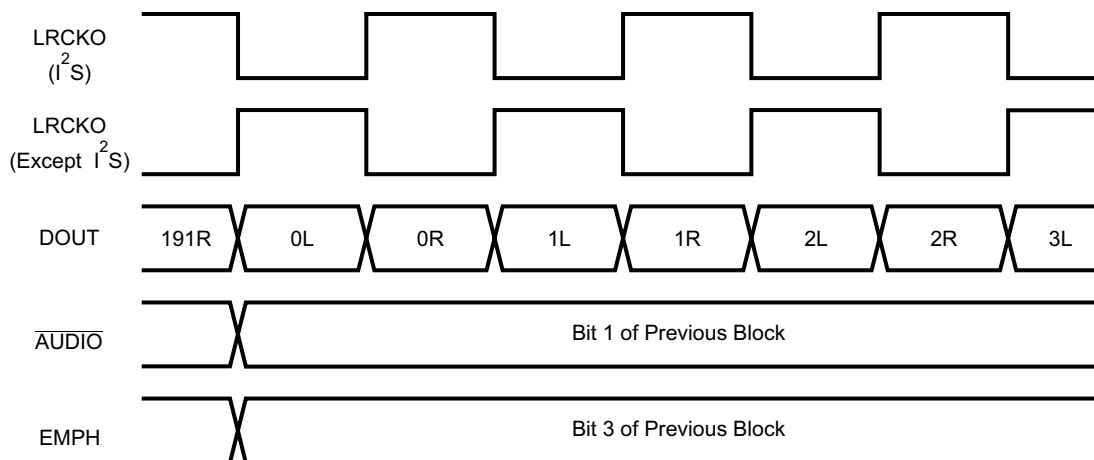 LRCKO
(I²S)
LRCKO
(Except I²S)
DOUT 191R 0L 0R 1L 1R 2L 2R 3L
AUDIO Bit 1 of Previous Block
EMPH Bit 3 of Previous Block